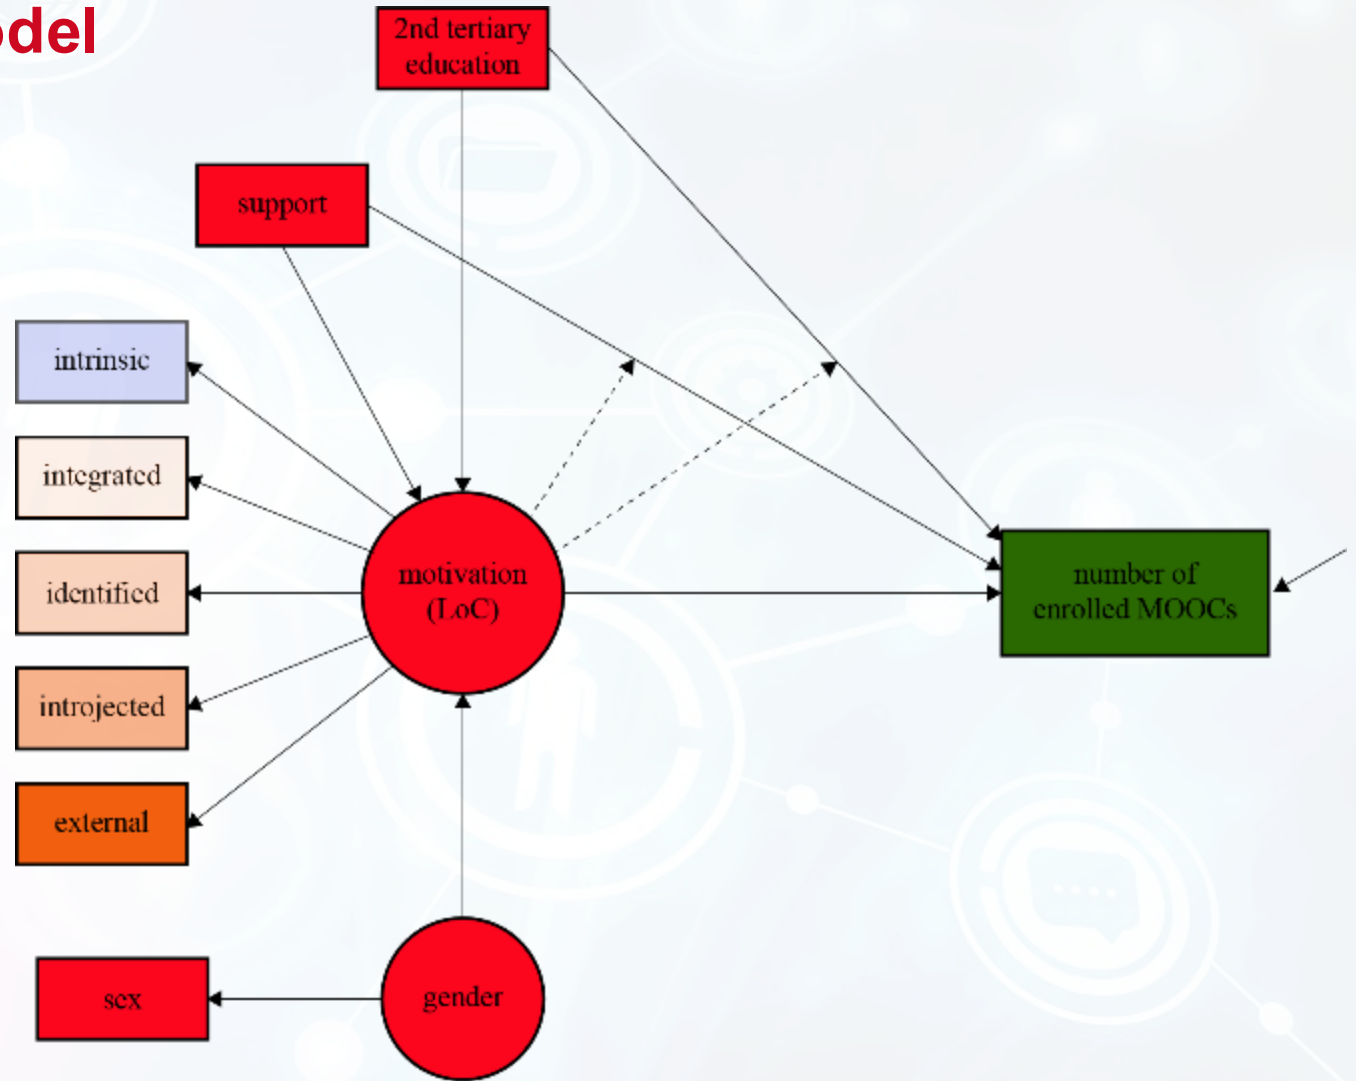 odel
2nd tertiary
education
support
intrinsic
integrated
identified
introjected
external
motivation
(LoC)
number of
enrolled MOOCs
sex
gender